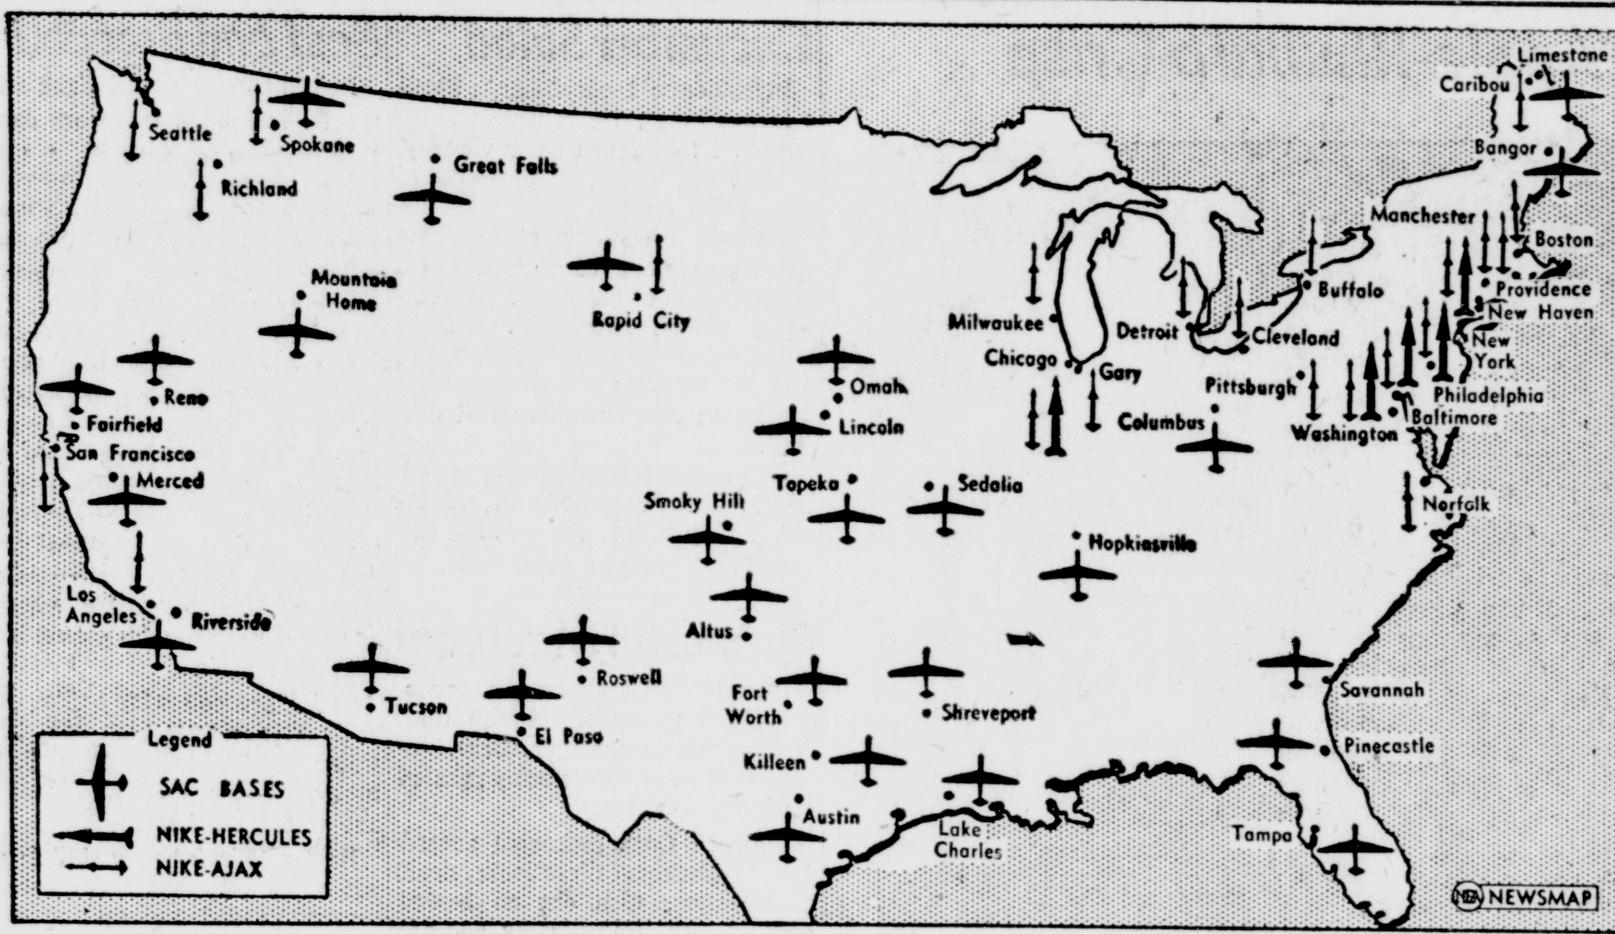 Limestone
Caribou
Seattle
Spokane
Bangor
Great Falls
Richland
Manchester
Boston
Mountain
Home
Buffalo
Providence
New Haven
Rapid City
Milwaukee
Detroit
Cleveland
New
York
Chicago
Gary
Pittsburgh
Omaha
Reno
Philadelphia
Baltimore
Fairfield
Lincoln
Columbus
Washington
San Francisco
Merced
Topeka
Sedalia
Smoky Hill
Norfolk
Hopkinsville
Los
Angeles
Riverside
Altus
Roswell
Fort
Worth
Savannah
Tucson
Shreveport
El Paso
Killeen
Pinecastle
Austin
Lake
Charles
Tampa
Legend
SAC BASES
NIKE-HERCULES
NIKE-AJAX
NEA NEWSMAP